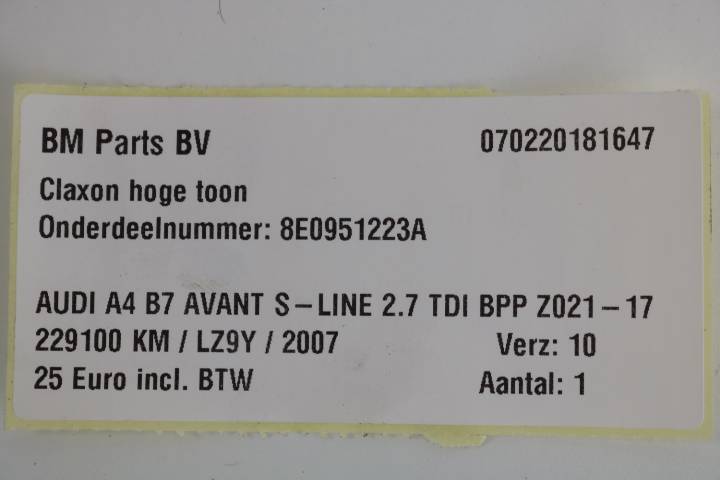 BM Parts BV 070220181647
Claxon hoge toon
Onderdeelnummer: 8E0951223A
AUDI A4 B7 AVANT S-LINE 2.7 TDI BPP Z021-17
229100 KM / LZ9Y / 2007 Verz: 10
25 Euro incl. BTW Aantal: 1